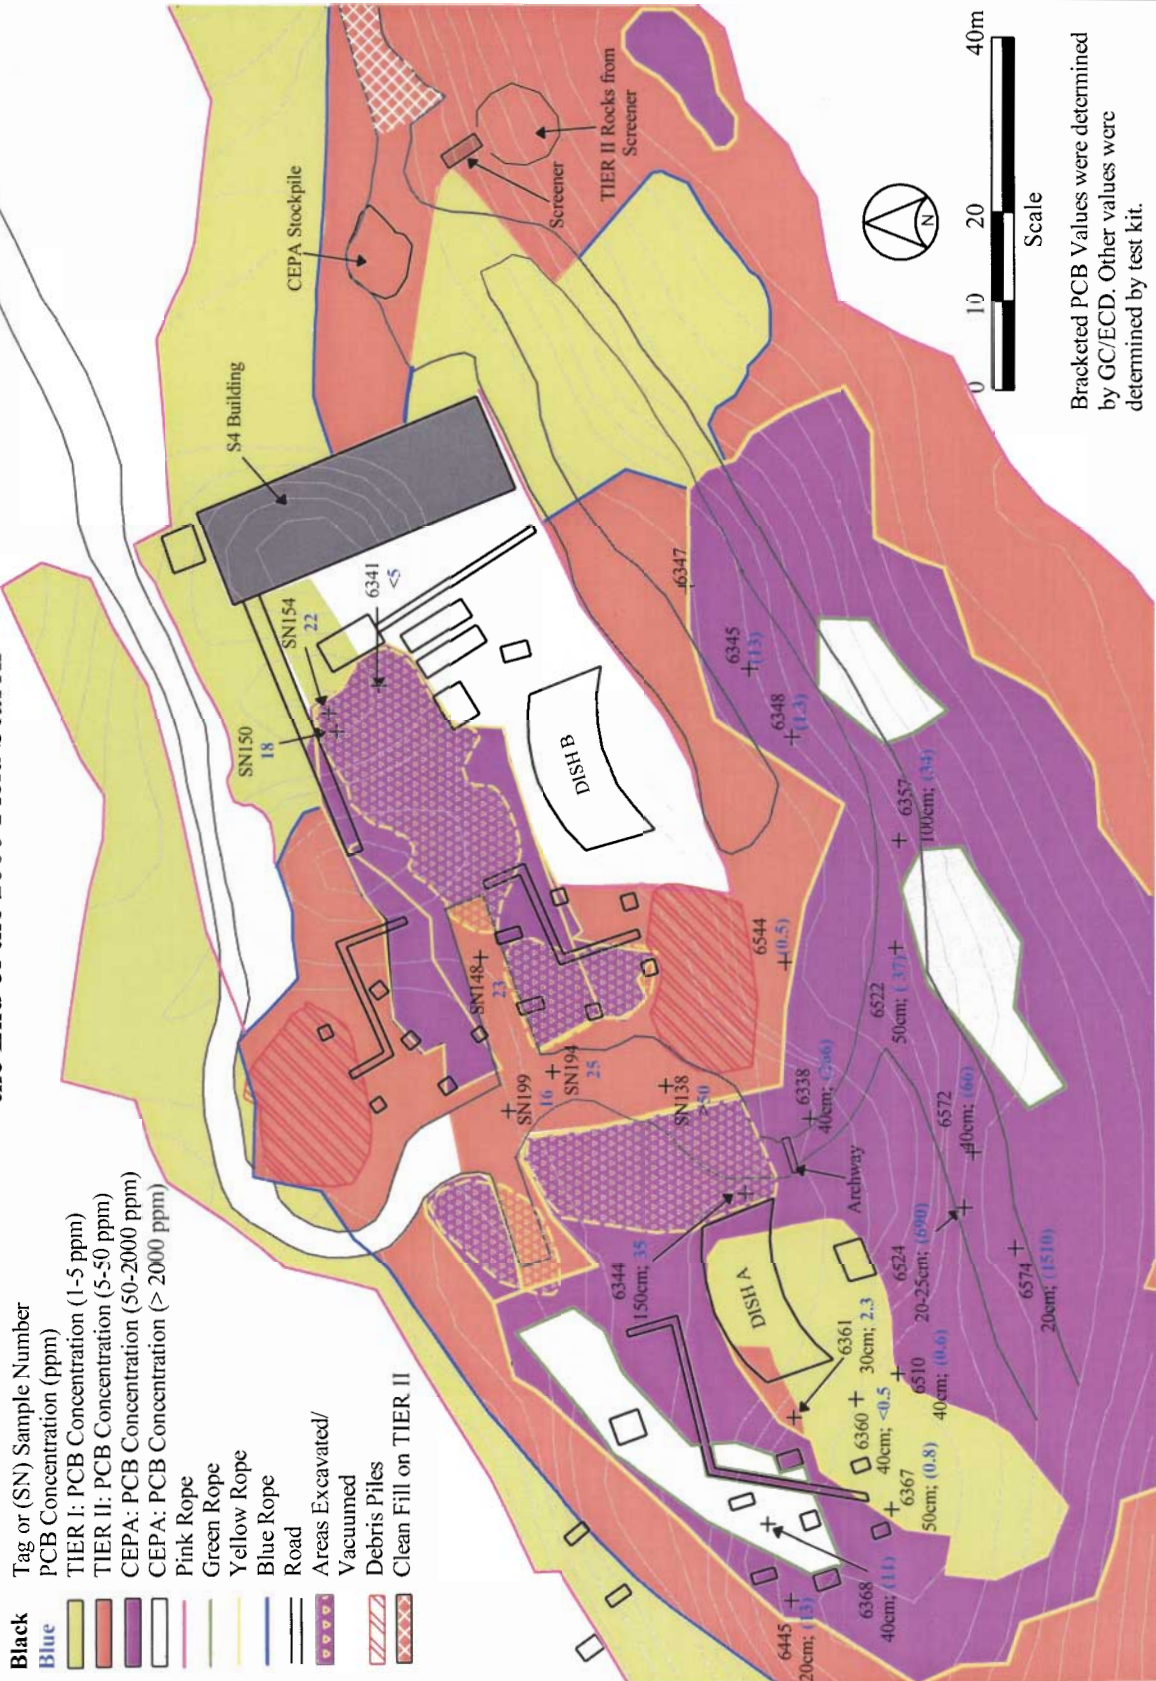 Black Tag or (SN) Sample Number
Blue PCB Concentration (ppm)
TIER I: PCB Concentration (1-5 ppm)
TIER II: PCB Concentration (5-50 ppm)
CEPA: PCB Concentration (50-2000 ppm)
CEPA: PCB Concentration (> 2000 ppm)
Pink Rope
Green Rope
Yellow Rope
Blue Rope
Road
Areas Excavated/
Vacuumed
Debris Piles
Clean Fill on TIER II
CEPA Stockpile
S4 Building
Screener
TIER II Rocks from
Screener
SN150
18
SN154
22
6341
<5
DISH B
6347
6345
(13)
6348
(1.3)
6357
100cm; (34)
SN148
23
SN199
16
SN194
25
SN138
>50
6544
(0.5)
6522
50cm; (37)
6338
40cm; (266)
Archway
6572
40cm; (66)
6524
20-25cm; (690)
6574
20cm; (1510)
6344
150cm; 35
DISH A
6361
30cm; 2.3
6360
40cm; <0.5
6510
40cm; (0.6)
6367
50cm; (0.8)
6368
40cm; (11)
6445
20cm; (13)
N
0 10 20 40m
Scale
Bracketed PCB Values were determined
by GC/ECD. Other values were
determined by test kit.